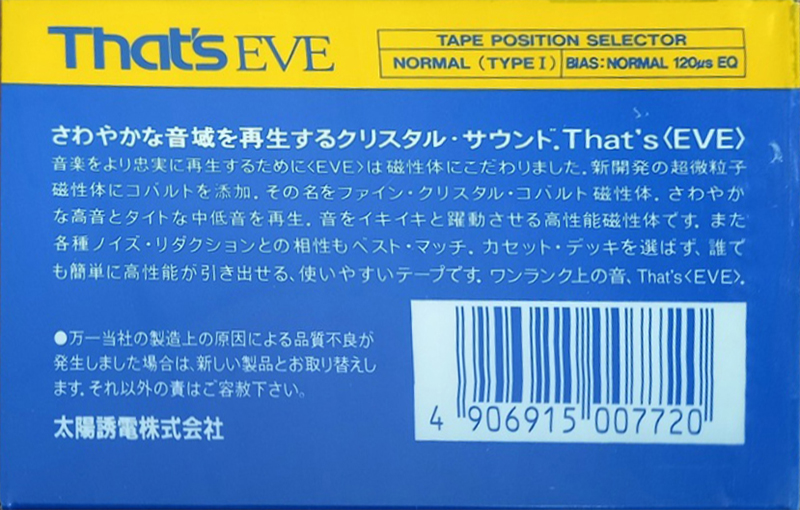 That's EVE
TAPE POSITION SELECTOR
NORMAL (TYPE I) BIAS: NORMAL 120μs EQ
さわやかな音域を再生するクリスタル・サウンド.That's〈EVE〉
音楽をより忠実に再生するために〈EVE〉は磁性体にこだわりました. 新開発の超微粒子
磁性体にコバルトを添加. その名をファイン・クリスタル・コバルト磁性体. さわやか
な高音とタイトな中低音を再生. 音をイキイキと躍動させる高性能磁性体です. また
各種ノイズ・リダクションとの相性もベスト・マッチ. カセット・デッキを選ばず、誰で
も簡単に高性能が引き出せる、使いやすいテープです. ワンランク上の音、That's〈EVE〉.
●万一当社の製造上の原因による品質不良が
発生しました場合は、新しい製品とお取り替えし
ます。それ以外の責はご容赦下さい。
太陽誘電株式会社
4 906915 007720